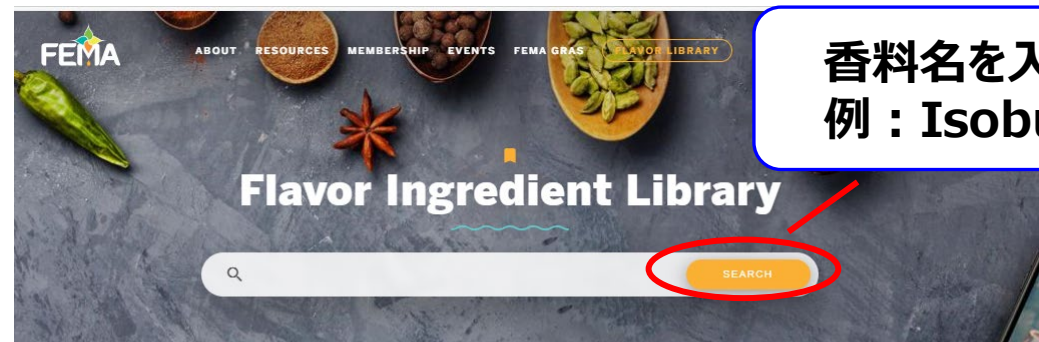 FEMA
ABOUT RESOURCES MEMBERSHIP EVENTS FEMA GRAS FLAVOR LIBRARY
香料名を入
例：Isobu
Flavor Ingredient Library
SEARCH